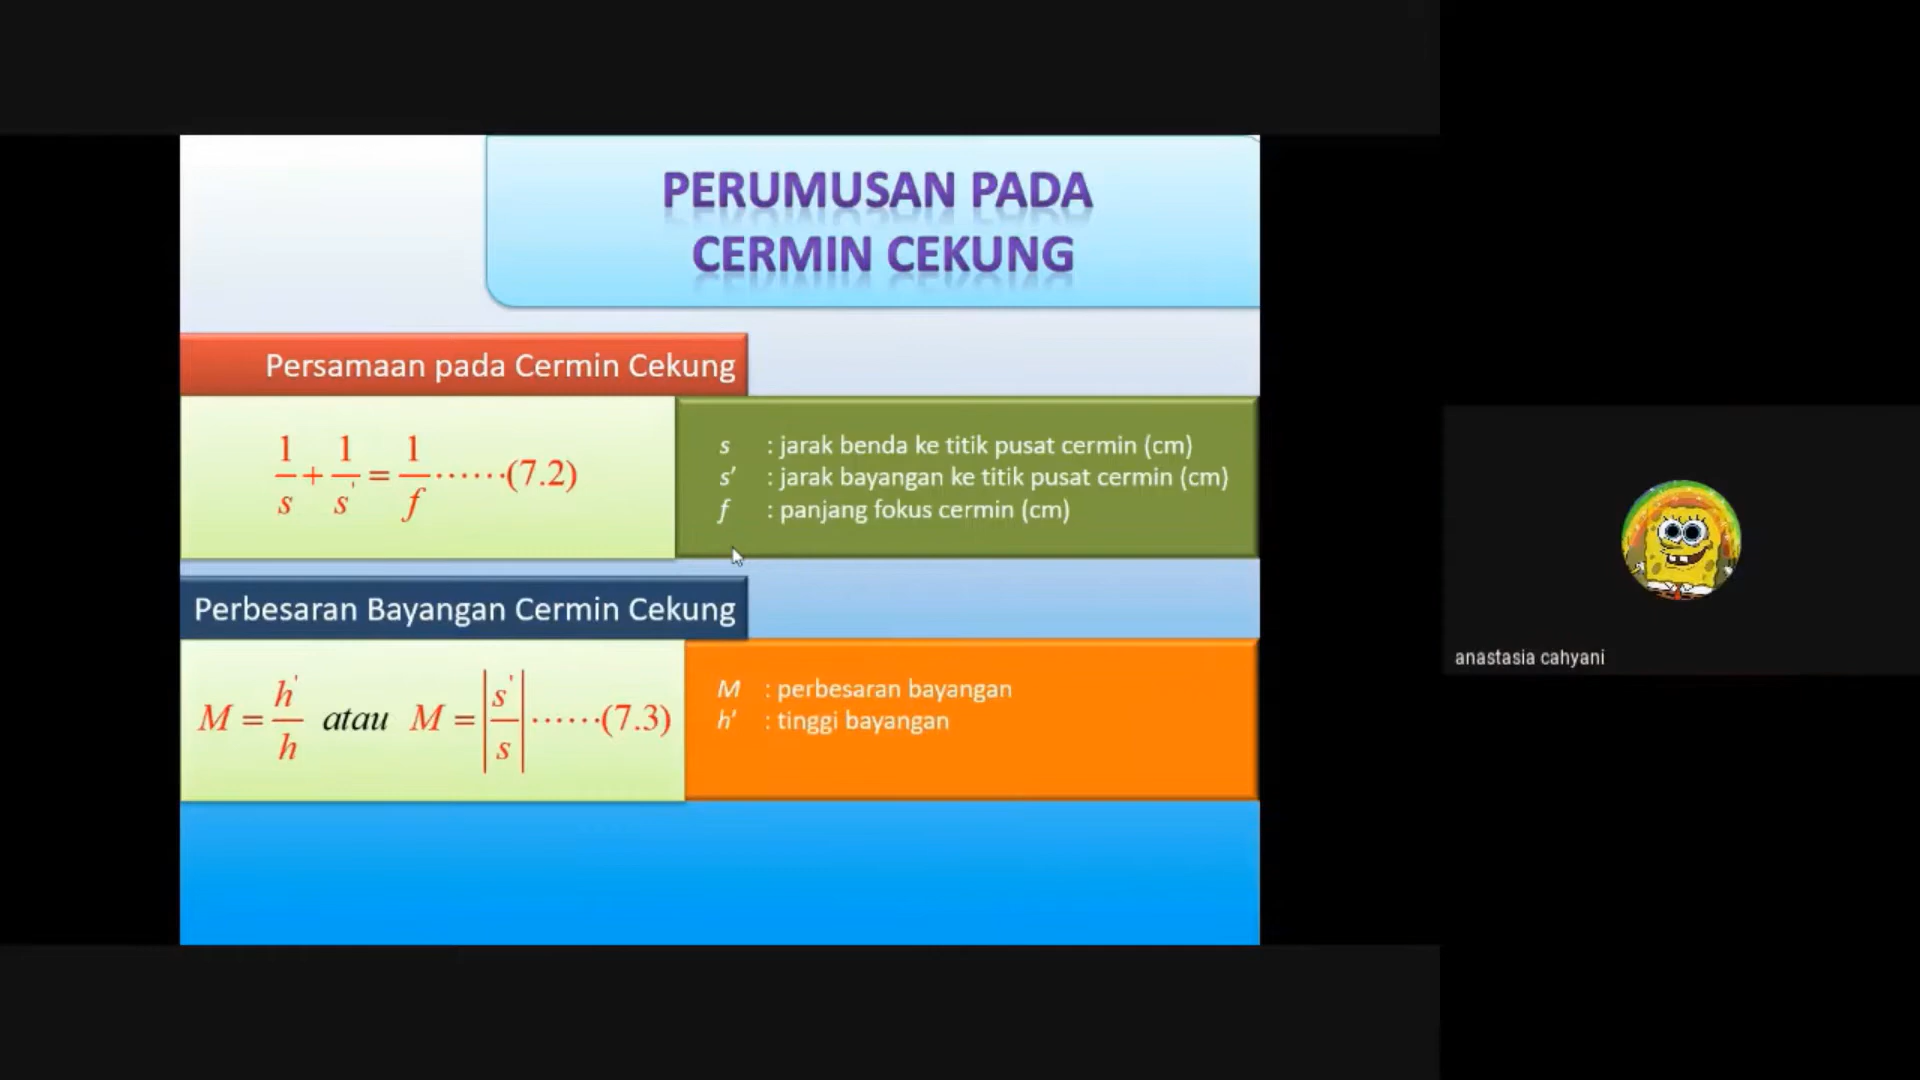 PERUMUSAN PADA
CERMIN CEKUNG
Persamaan pada Cermin Cekung
1/s + 1/s' = 1/f ······(7.2)
s : jarak benda ke titik pusat cermin (cm)
s' : jarak bayangan ke titik pusat cermin (cm)
f : panjang fokus cermin (cm)
Perbesaran Bayangan Cermin Cekung
M = h'/h atau M = |s'/s| ······(7.3)
M : perbesaran bayangan
h' : tinggi bayangan
anastasia cahyani